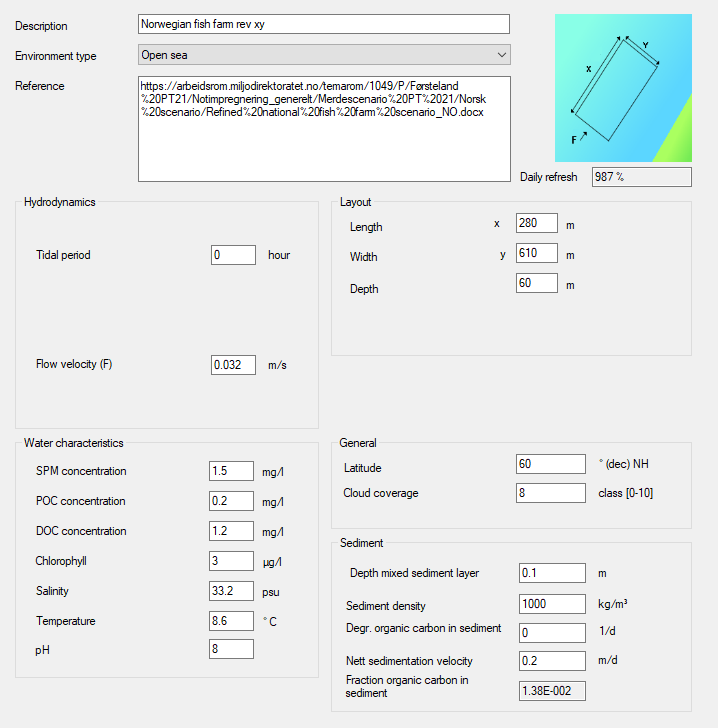 Description Norwegian fish farm rev xy
Environment type Open sea
Reference https://arbeidsrom.miljodirektoratet.no/temarom/1049/P/Førsteland
%20PT21/Notimpregnering_generelt/Merdescenario%20PT%2021/Norsk
%20scenario/Refined%20national%20fish%20farm%20scenario_NO.docx
X
Y
F
Daily refresh 987 %
Hydrodynamics
Tidal period 0 hour
Flow velocity (F) 0.032 m/s
Layout
Length x 280 m
Width y 610 m
Depth 60 m
Water characteristics
SPM concentration 1.5 mg/l
POC concentration 0.2 mg/l
DOC concentration 1.2 mg/l
Chlorophyll 3 µg/l
Salinity 33.2 psu
Temperature 8.6 ° C
pH 8
General
Latitude 60 ° (dec) NH
Cloud coverage 8 class [0-10]
Sediment
Depth mixed sediment layer 0.1 m
Sediment density 1000 kg/m³
Degr. organic carbon in sediment 0 1/d
Nett sedimentation velocity 0.2 m/d
Fraction organic carbon in
sediment 1.38E-002